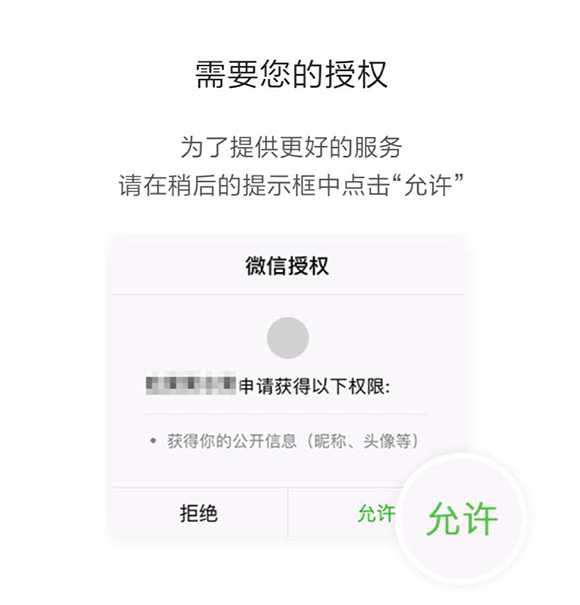 需要您的授权
为了提供更好的服务
请在稍后的提示框中点击“允许”
微信授权
申请获得以下权限:
• 获得你的公开信息（昵称、头像等）
拒绝
允许
允许